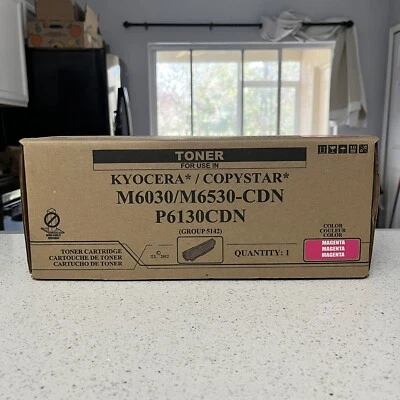 TONER
FOR USE IN
KYOCERA* / COPYSTAR*
M6030/M6530-CDN
P6130CDN
(GROUP 5142)
TONER CARTRIDGE
CARTOUCHE DE TONER
CARTUCHO DE TONER
QUANTITY: 1
COLOR
COULEUR
COLOR
MAGENTA
MAGENTA
MAGENTA